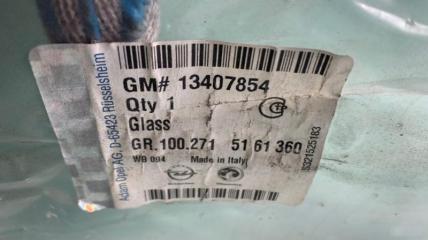 GM# 13407854
Qty 1
Glass
GR.100.271 51 61 360
WB 094 Made in Italy
Adam Opel AG, D-65423 Rüsselsheim
S321525183